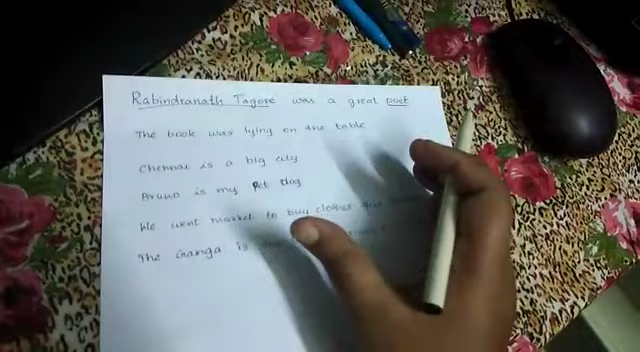 Rabindranath Tagore was a great poet
The book was lying on the table
Chennai is a big city
Bruno is my pet dog
We went market to buy clothes
The Ganga is